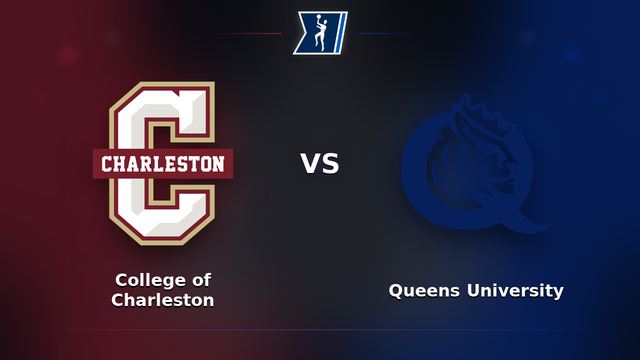 CHARLESTON
VS
College of
Charleston
Queens University